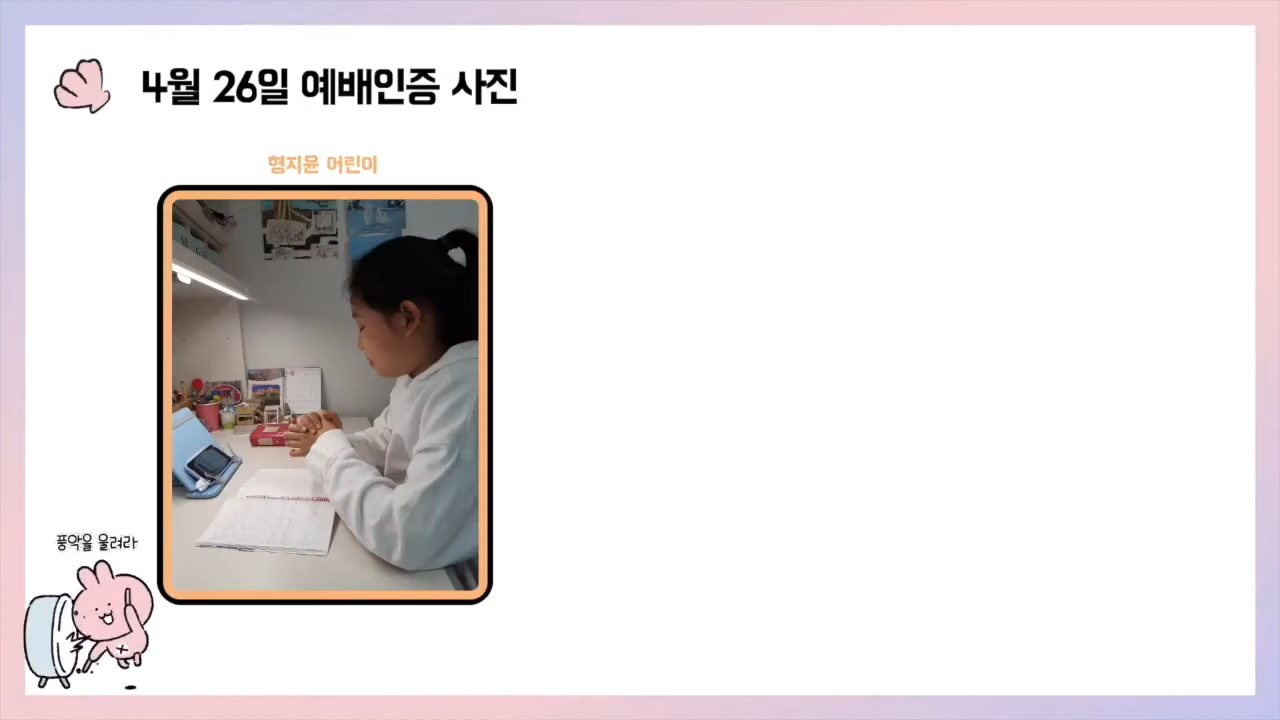 4월 26일 예배인증 사진
형지윤 어린이
풍악을 울려라